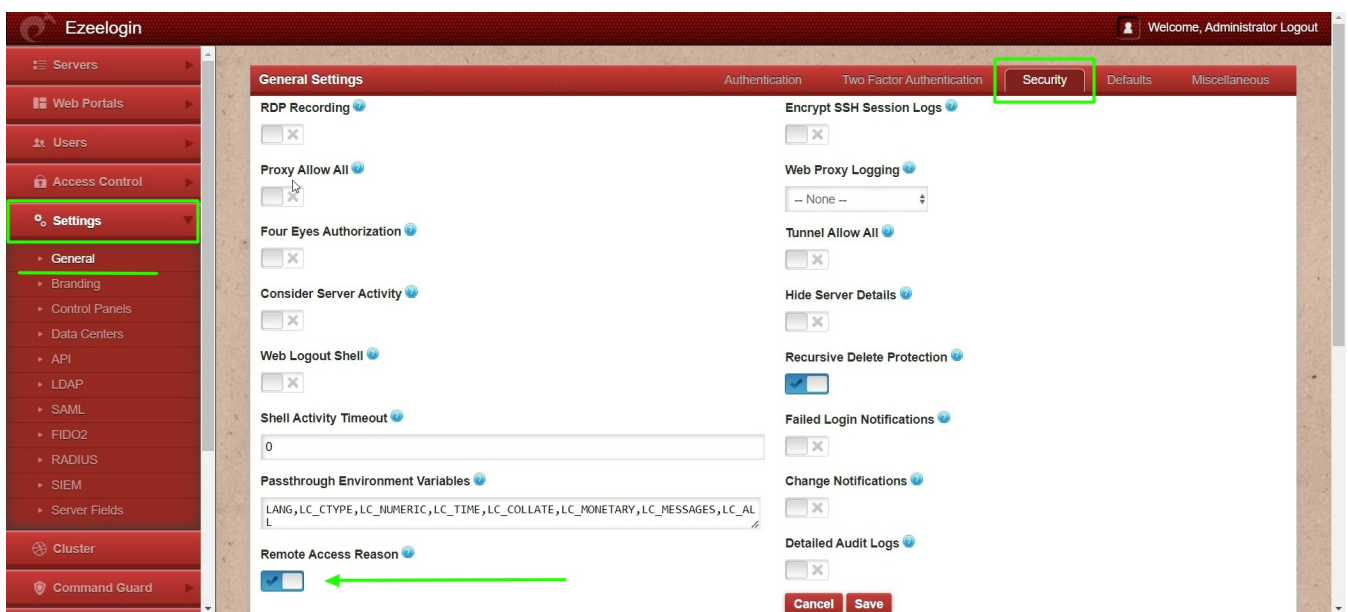 Ezeelogin
Welcome, Administrator Logout
Servers
Web Portals
Users
Access Control
Settings
General
Branding
Control Panels
Data Centers
API
LDAP
SAML
FIDO2
RADIUS
SIEM
Server Fields
Cluster
Command Guard
General Settings
Authentication
Two Factor Authentication
Security
Defaults
Miscellaneous
RDP Recording
Proxy Allow All
Four Eyes Authorization
Consider Server Activity
Web Logout Shell
Shell Activity Timeout
0
Passthrough Environment Variables
LANG,LC_CTYPE,LC_NUMERIC,LC_TIME,LC_COLLATE,LC_MONETARY,LC_MESSAGES,LC_AL
L
Remote Access Reason
Encrypt SSH Session Logs
Web Proxy Logging
-- None --
Tunnel Allow All
Hide Server Details
Recursive Delete Protection
Failed Login Notifications
Change Notifications
Detailed Audit Logs
Cancel
Save